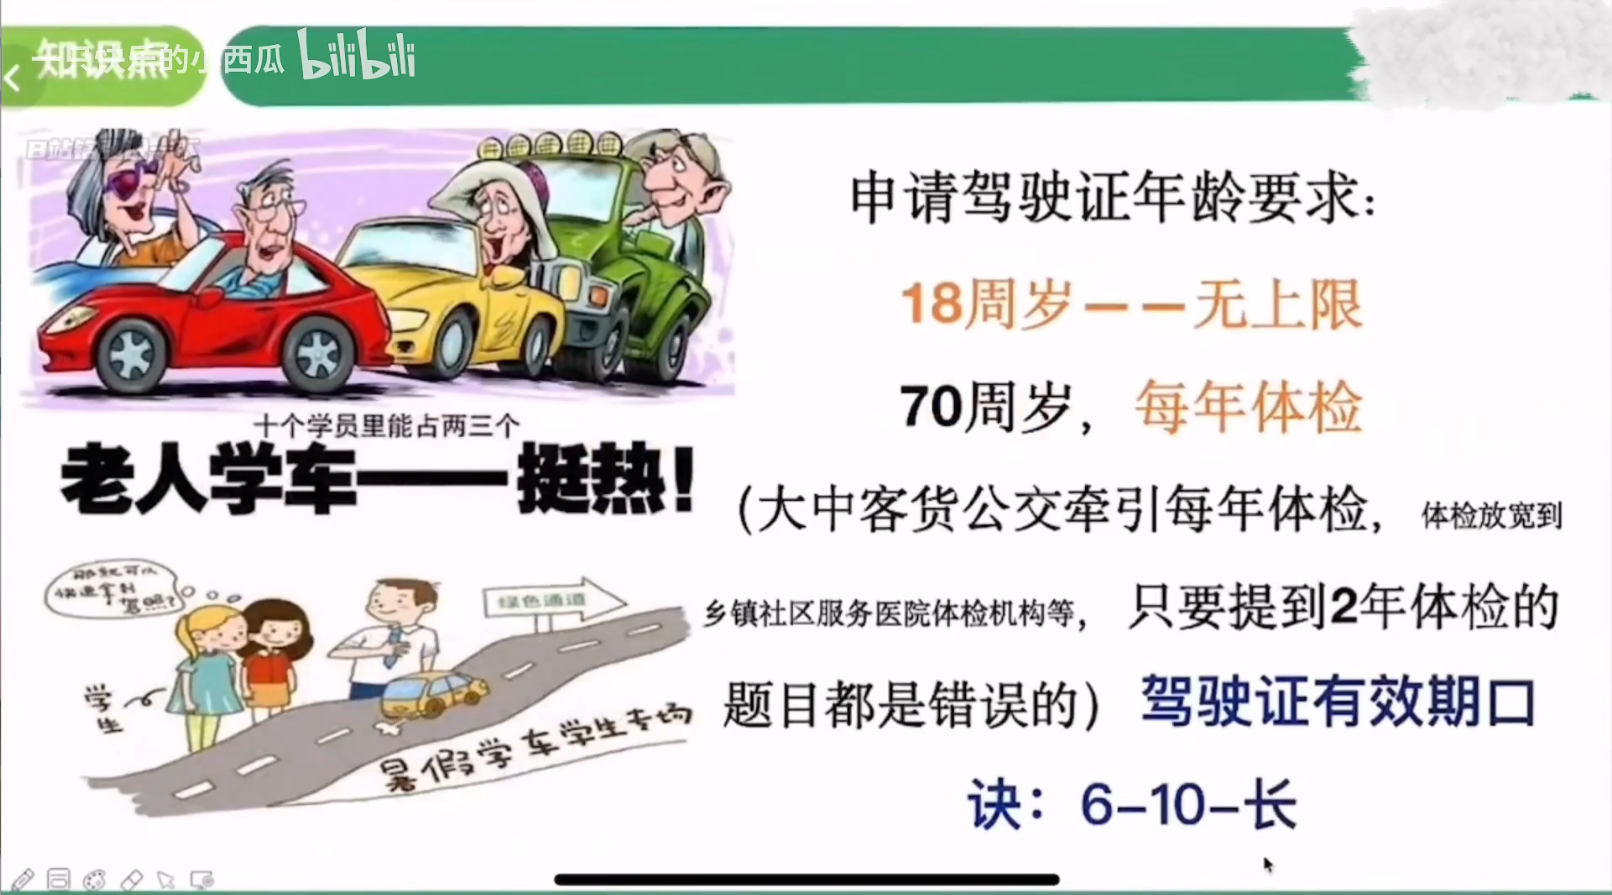 知识点
bilibili
申请驾驶证年龄要求：
18周岁——无上限
70周岁，每年体检
（大中客货公交牵引每年体检，体检放宽到
乡镇社区服务医院体检机构等，只要提到2年体检的
题目都是错误的）驾驶证有效期口
诀：6-10-长
十个学员里能占两三个
老人学车——挺热！
那就可以
快速拿到
驾照？
绿色通道
学
生
暑假学车学生专场